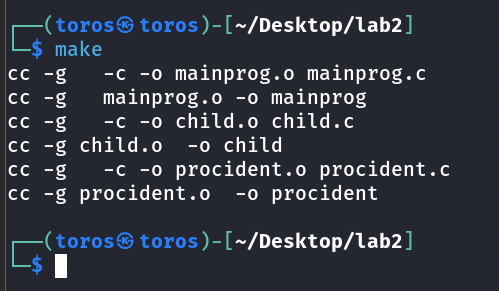 ┌──(toros㉿toros)-[~/Desktop/lab2]
└─$ make
cc -g   -c -o mainprog.o mainprog.c
cc -g   mainprog.o -o mainprog
cc -g   -c -o child.o child.c
cc -g child.o  -o child
cc -g   -c -o procident.o procident.c
cc -g procident.o  -o procident
┌──(toros㉿toros)-[~/Desktop/lab2]
└─$